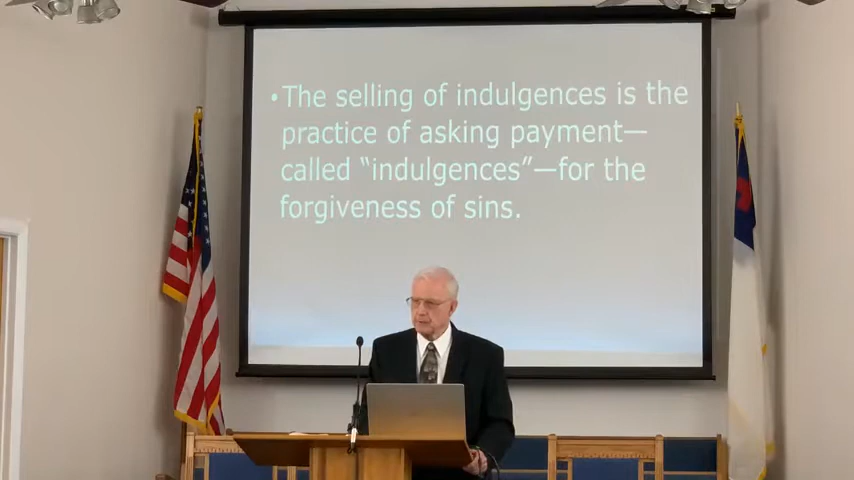 •The selling of indulgences is the
practice of asking payment—
called “indulgences”—for the
forgiveness of sins.